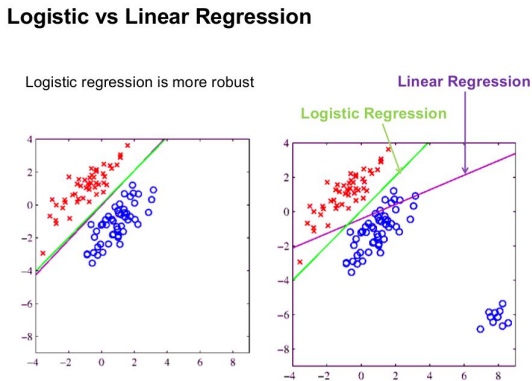 Logistic vs Linear Regression
Logistic regression is more robust
Linear Regression
Logistic Regression
4
2
0
−2
−4
−6
−8
−4 −2 0 2 4 6 8
4
2
0
−2
−4
−6
−8
−4 −2 0 2 4 6 8